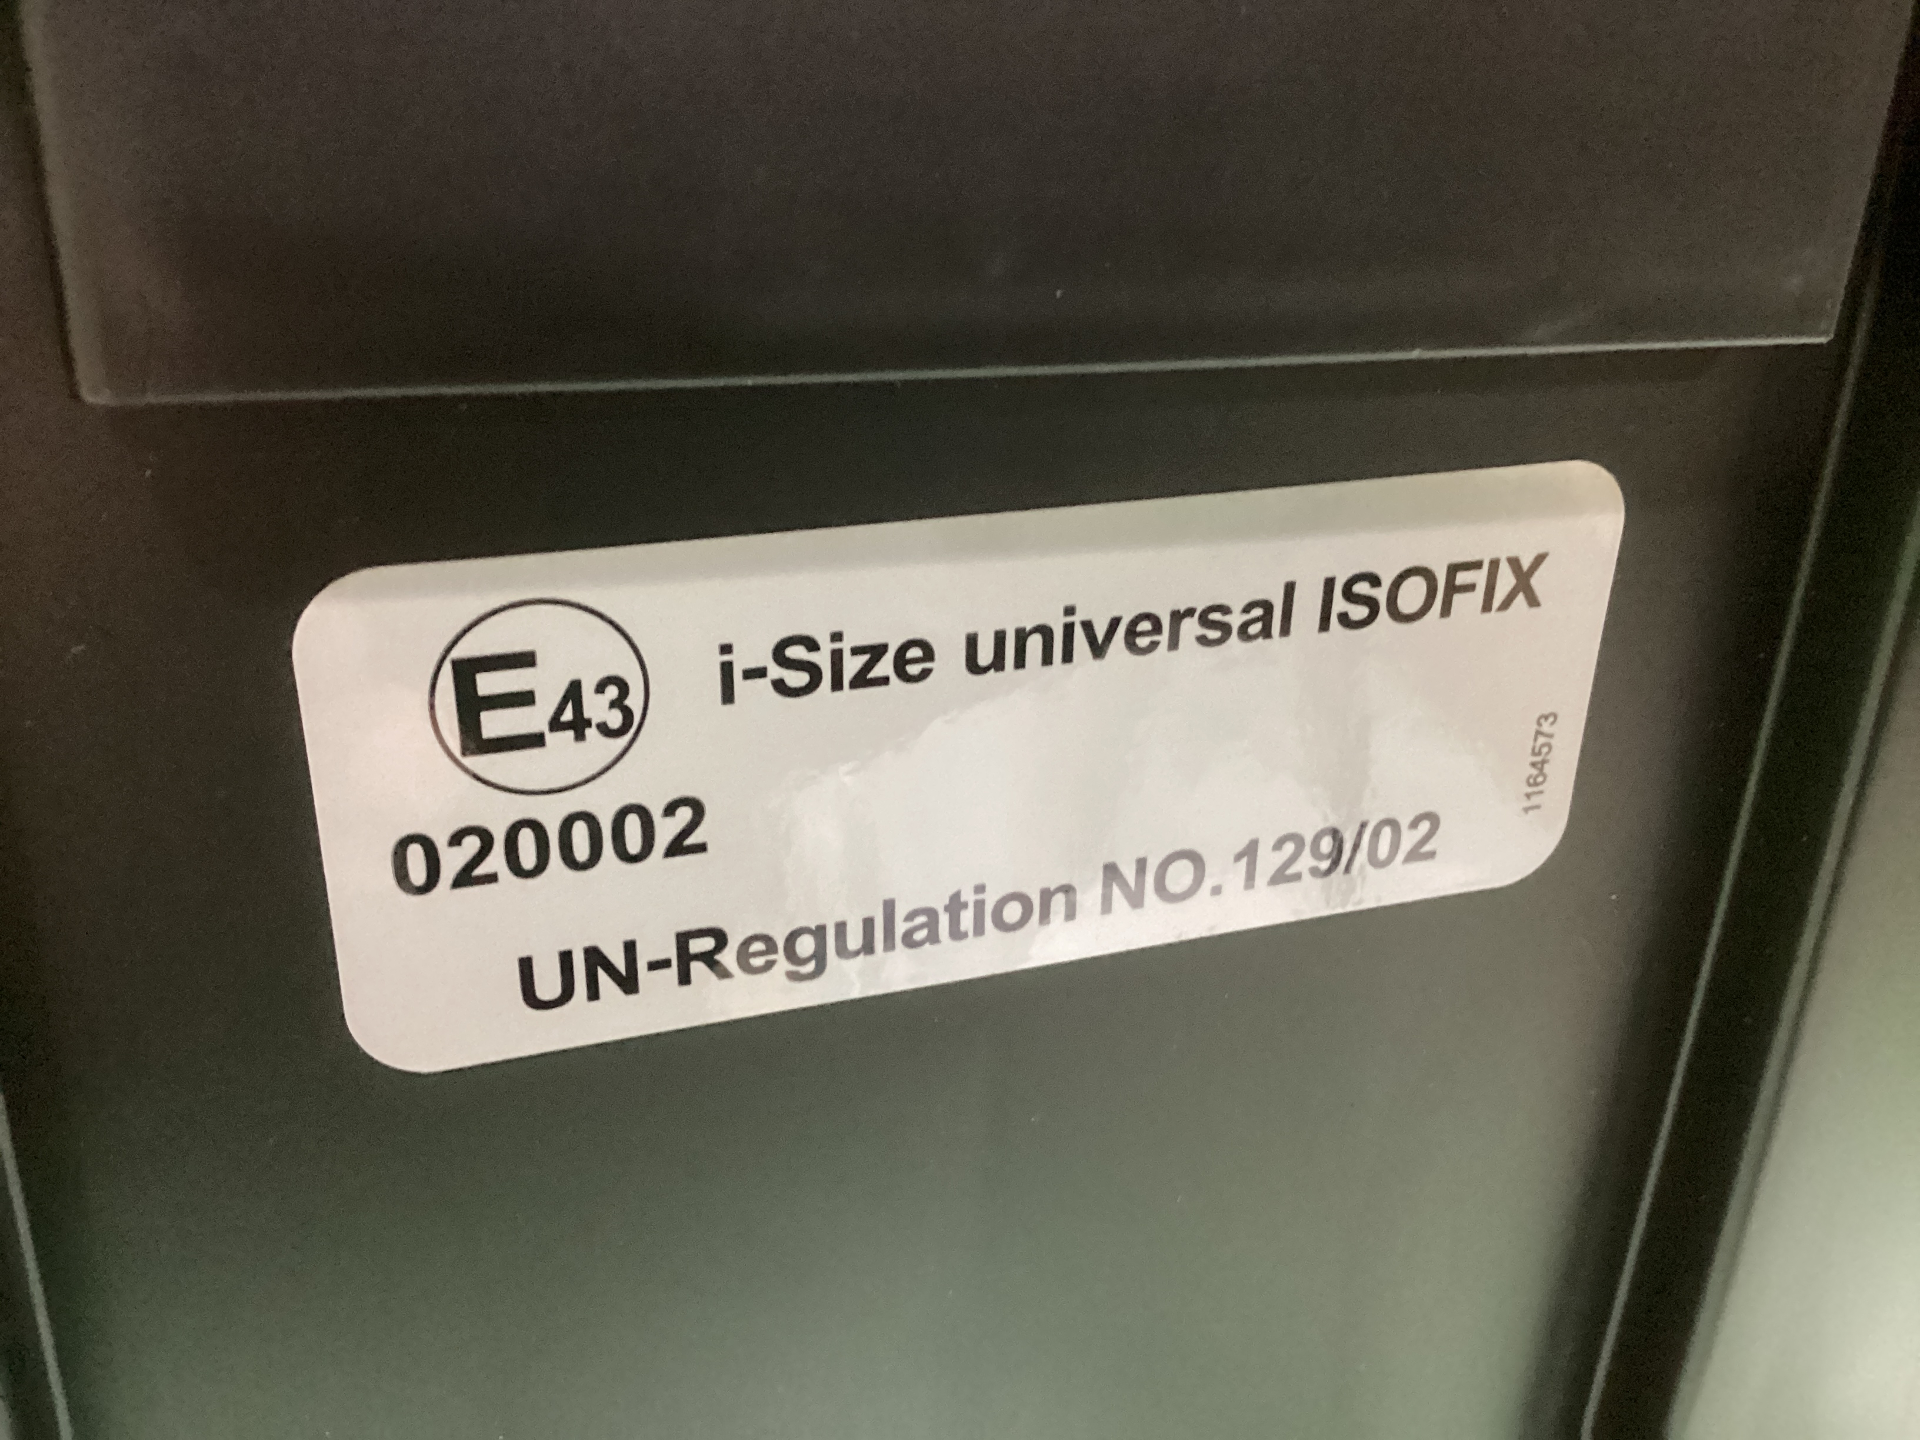 E43 i-Size universal ISOFIX
020002
UN-Regulation NO.129/02
1164573